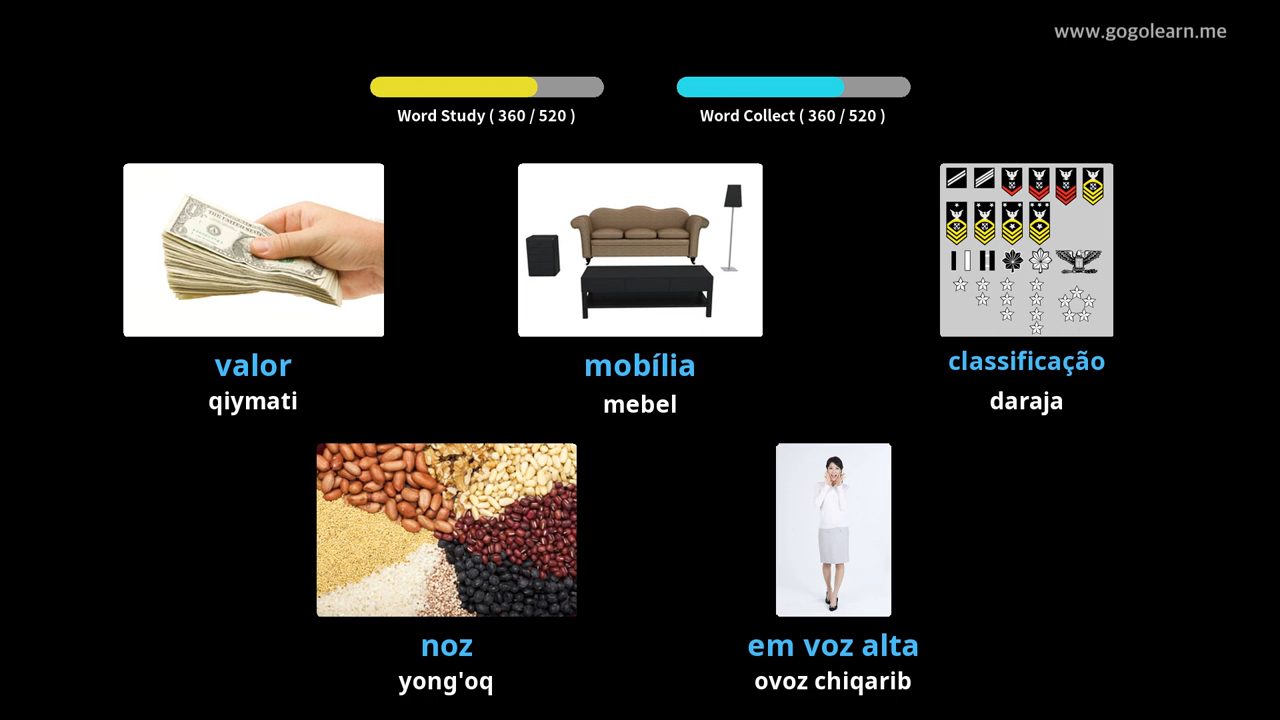 www.gogolearn.me
Word Study ( 360 / 520 )
Word Collect ( 360 / 520 )
valor
qiymati
mobília
mebel
classificação
daraja
noz
yong'oq
em voz alta
ovoz chiqarib